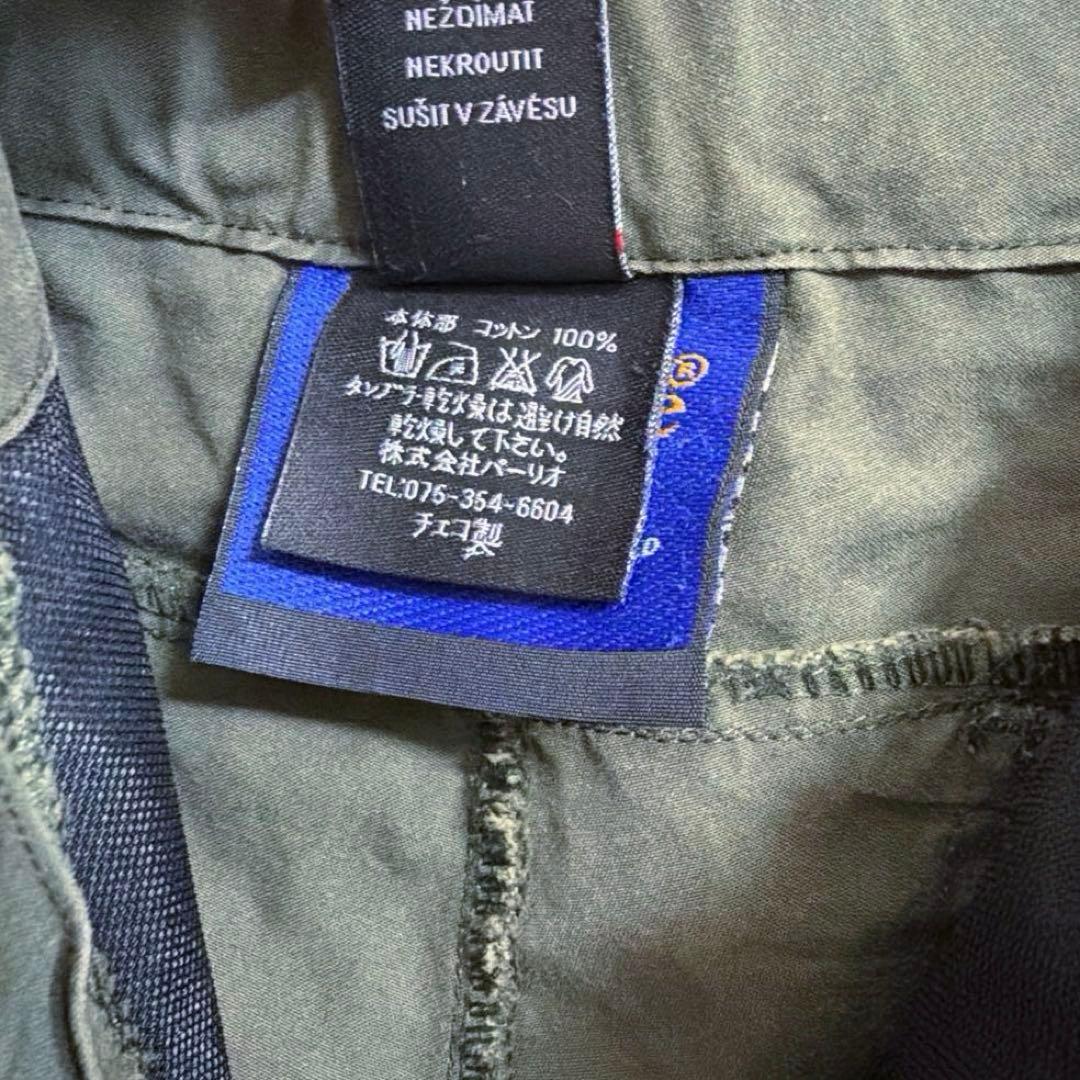 NEŽDÍMAT
NEKROUTIT
SUŠIT V ZÁVĚSU
本体部 コットン 100%
タンブラー乾燥は避け自然
乾燥して下さい。
株式会社パーリオ
TEL:075-354-6604
チェコ製
®